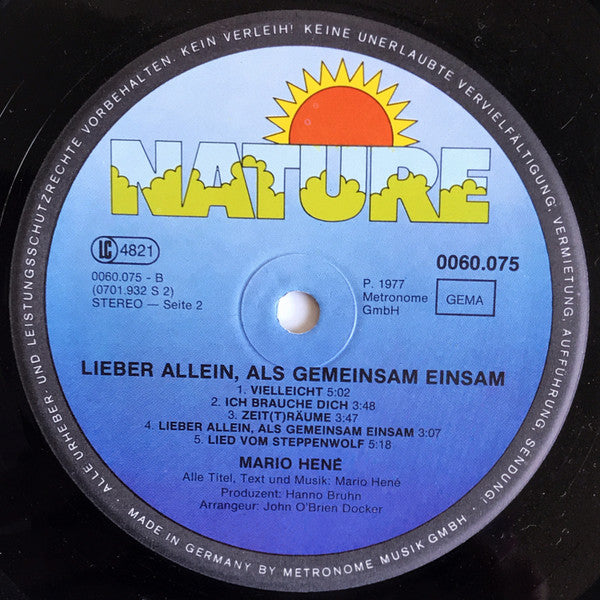 ALLE URHEBER- UND LEISTUNGSSCHUTZRECHTE VORBEHALTEN. KEIN VERLEIH! KEINE UNERLAUBTE VERVIELFÄLTIGUNG, VERMIETUNG, AUFFÜHRUNG, SENDUNG!
NATURE
LC 4821
0060.075 - B
(0701.932 S 2)
STEREO — Seite 2
P. 1977
Metronome
GmbH
0060.075
GEMA
LIEBER ALLEIN, ALS GEMEINSAM EINSAM
1. VIELLEICHT 5:02
2. ICH BRAUCHE DICH 3:48
3. ZEIT(T)RÄUME 3:47
4. LIEBER ALLEIN, ALS GEMEINSAM EINSAM 3:07
5. LIED VOM STEPPENWOLF 5:18
MARIO HENÉ
Alle Titel, Text und Musik: Mario Hené
Produzent: Hanno Bruhn
Arrangeur: John O'Brien Docker
· MADE IN GERMANY BY METRONOME MUSIK GMBH ·